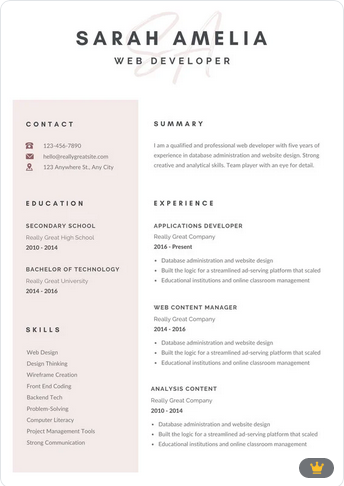 SARAH AMELIA
WEB DEVELOPER
CONTACT
123-456-7890
hello@reallygreatsite.com
123 Anywhere St., Any City
EDUCATION
SECONDARY SCHOOL
Really Great High School
2010 - 2014
BACHELOR OF TECHNOLOGY
Really Great University
2014 - 2016
SKILLS
Web Design
Design Thinking
Wireframe Creation
Front End Coding
Backend Tech
Problem-Solving
Computer Literacy
Project Management Tools
Strong Communication
SUMMARY
I am a qualified and professional web developer with five years of
experience in database administration and website design. Strong
creative and analytical skills. Team player with an eye for detail.
EXPERIENCE
APPLICATIONS DEVELOPER
Really Great Company
2016 - Present
• Database administration and website design
• Built the logic for a streamlined ad-serving platform that scaled
• Educational institutions and online classroom management
WEB CONTENT MANAGER
Really Great Company
2014 - 2016
• Database administration and website design
• Built the logic for a streamlined ad-serving platform that scaled
• Educational institutions and online classroom management
ANALYSIS CONTENT
Really Great Company
2010 - 2014
• Database administration and website design
• Built the logic for a streamlined ad-serving platform that scaled
• Educational institutions and online classroom management